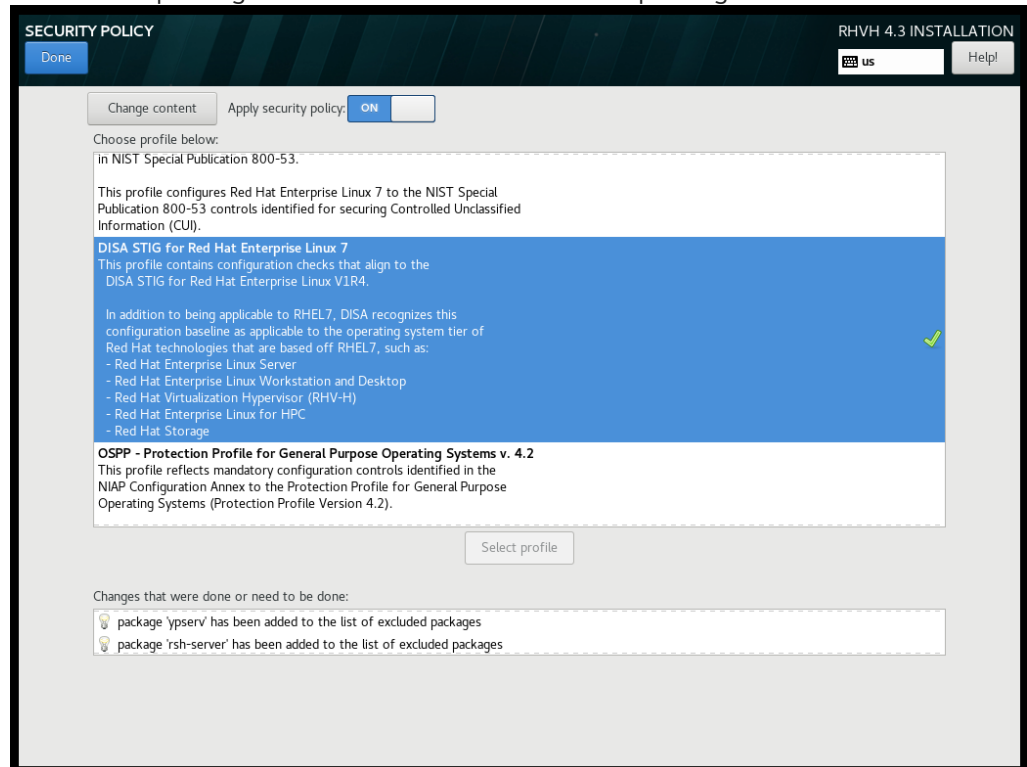 SECURITY POLICY
RHVH 4.3 INSTALLATION
Done
us
Help!
Change content
Apply security policy:
ON
Choose profile below:
in NIST Special Publication 800-53.
This profile configures Red Hat Enterprise Linux 7 to the NIST Special
Publication 800-53 controls identified for securing Controlled Unclassified
Information (CUI).
DISA STIG for Red Hat Enterprise Linux 7
This profile contains configuration checks that align to the
DISA STIG for Red Hat Enterprise Linux V1R4.
In addition to being applicable to RHEL7, DISA recognizes this
configuration baseline as applicable to the operating system tier of
Red Hat technologies that are based off RHEL7, such as:
- Red Hat Enterprise Linux Server
- Red Hat Enterprise Linux Workstation and Desktop
- Red Hat Virtualization Hypervisor (RHV-H)
- Red Hat Enterprise Linux for HPC
- Red Hat Storage
OSPP - Protection Profile for General Purpose Operating Systems v. 4.2
This profile reflects mandatory configuration controls identified in the
NIAP Configuration Annex to the Protection Profile for General Purpose
Operating Systems (Protection Profile Version 4.2).
Select profile
Changes that were done or need to be done:
package 'ypserv' has been added to the list of excluded packages
package 'rsh-server' has been added to the list of excluded packages